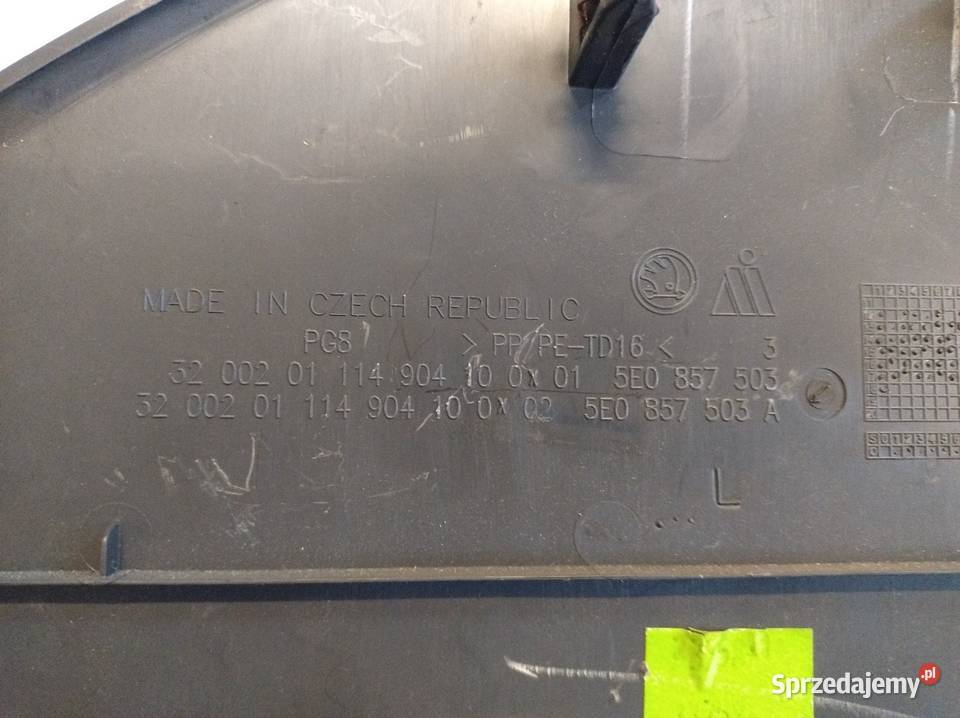 MADE IN CZECH REPUBLIC
PG8 > PP/PE-TD16 < 3
32 002 01 114 904 10 0X 01 5E0 857 503
32 002 01 114 904 10 0X 02 5E0 857 503 A
L
Sprzedajemy.pl